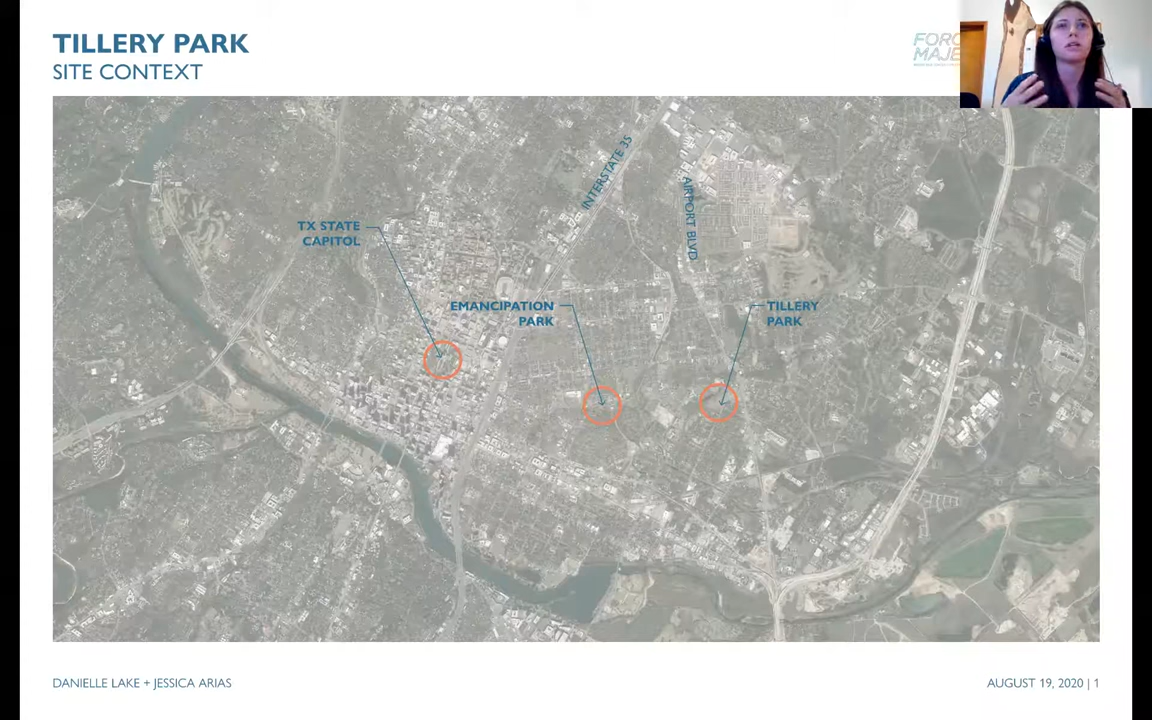 TILLERY PARK
SITE CONTEXT
INTERSTATE 35
AIRPORT BLVD
TX STATE
CAPITOL
EMANCIPATION
PARK
TILLERY
PARK
DANIELLE LAKE + JESSICA ARIAS
AUGUST 19, 2020 | 1